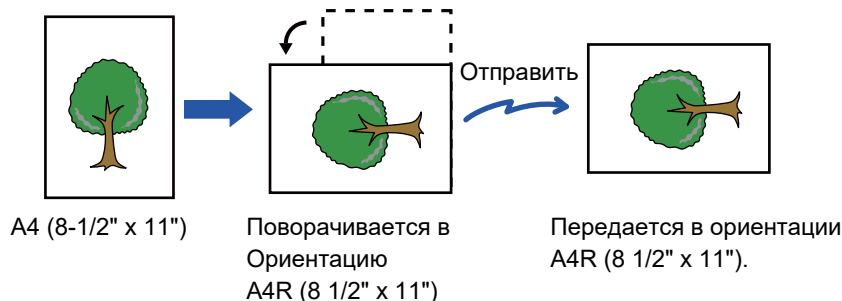 Отправить
A4 (8-1/2" x 11")
Поворачивается в
Ориентацию
A4R (8 1/2" x 11")
Передается в ориентации
A4R (8 1/2" x 11").